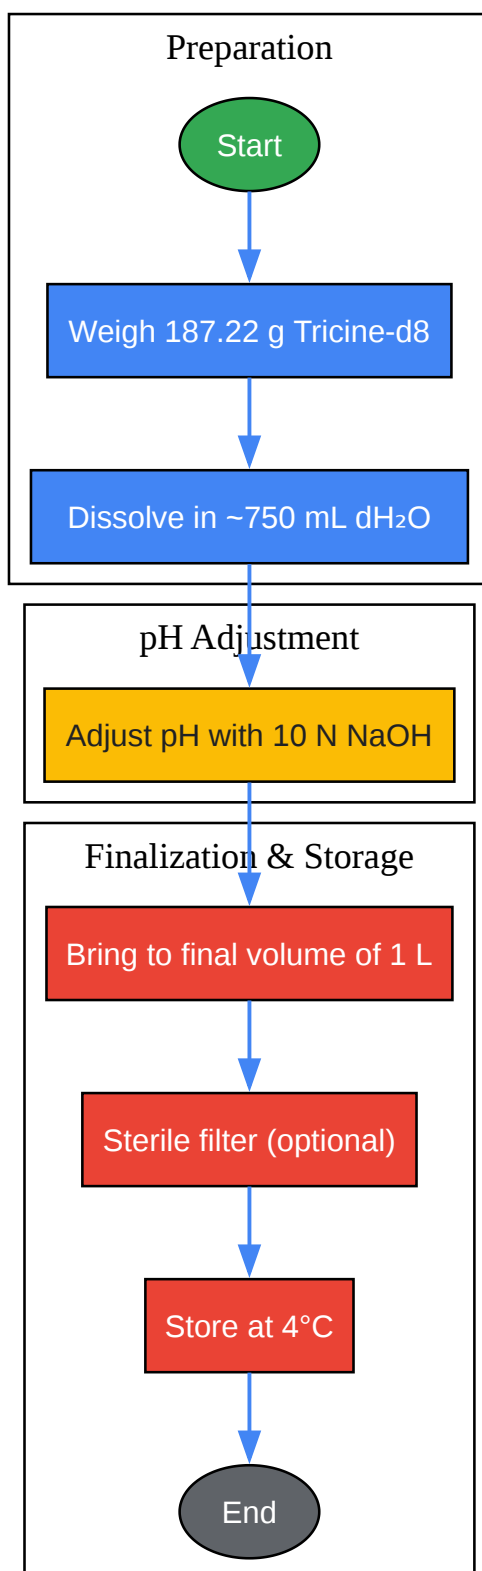 Preparation
Start
Weigh 187.22 g Tricine-d8
Dissolve in ~750 mL dH₂O
pH Adjustment
Adjust pH with 10 N NaOH
Finalization & Storage
Bring to final volume of 1 L
Sterile filter (optional)
Store at 4°C
End